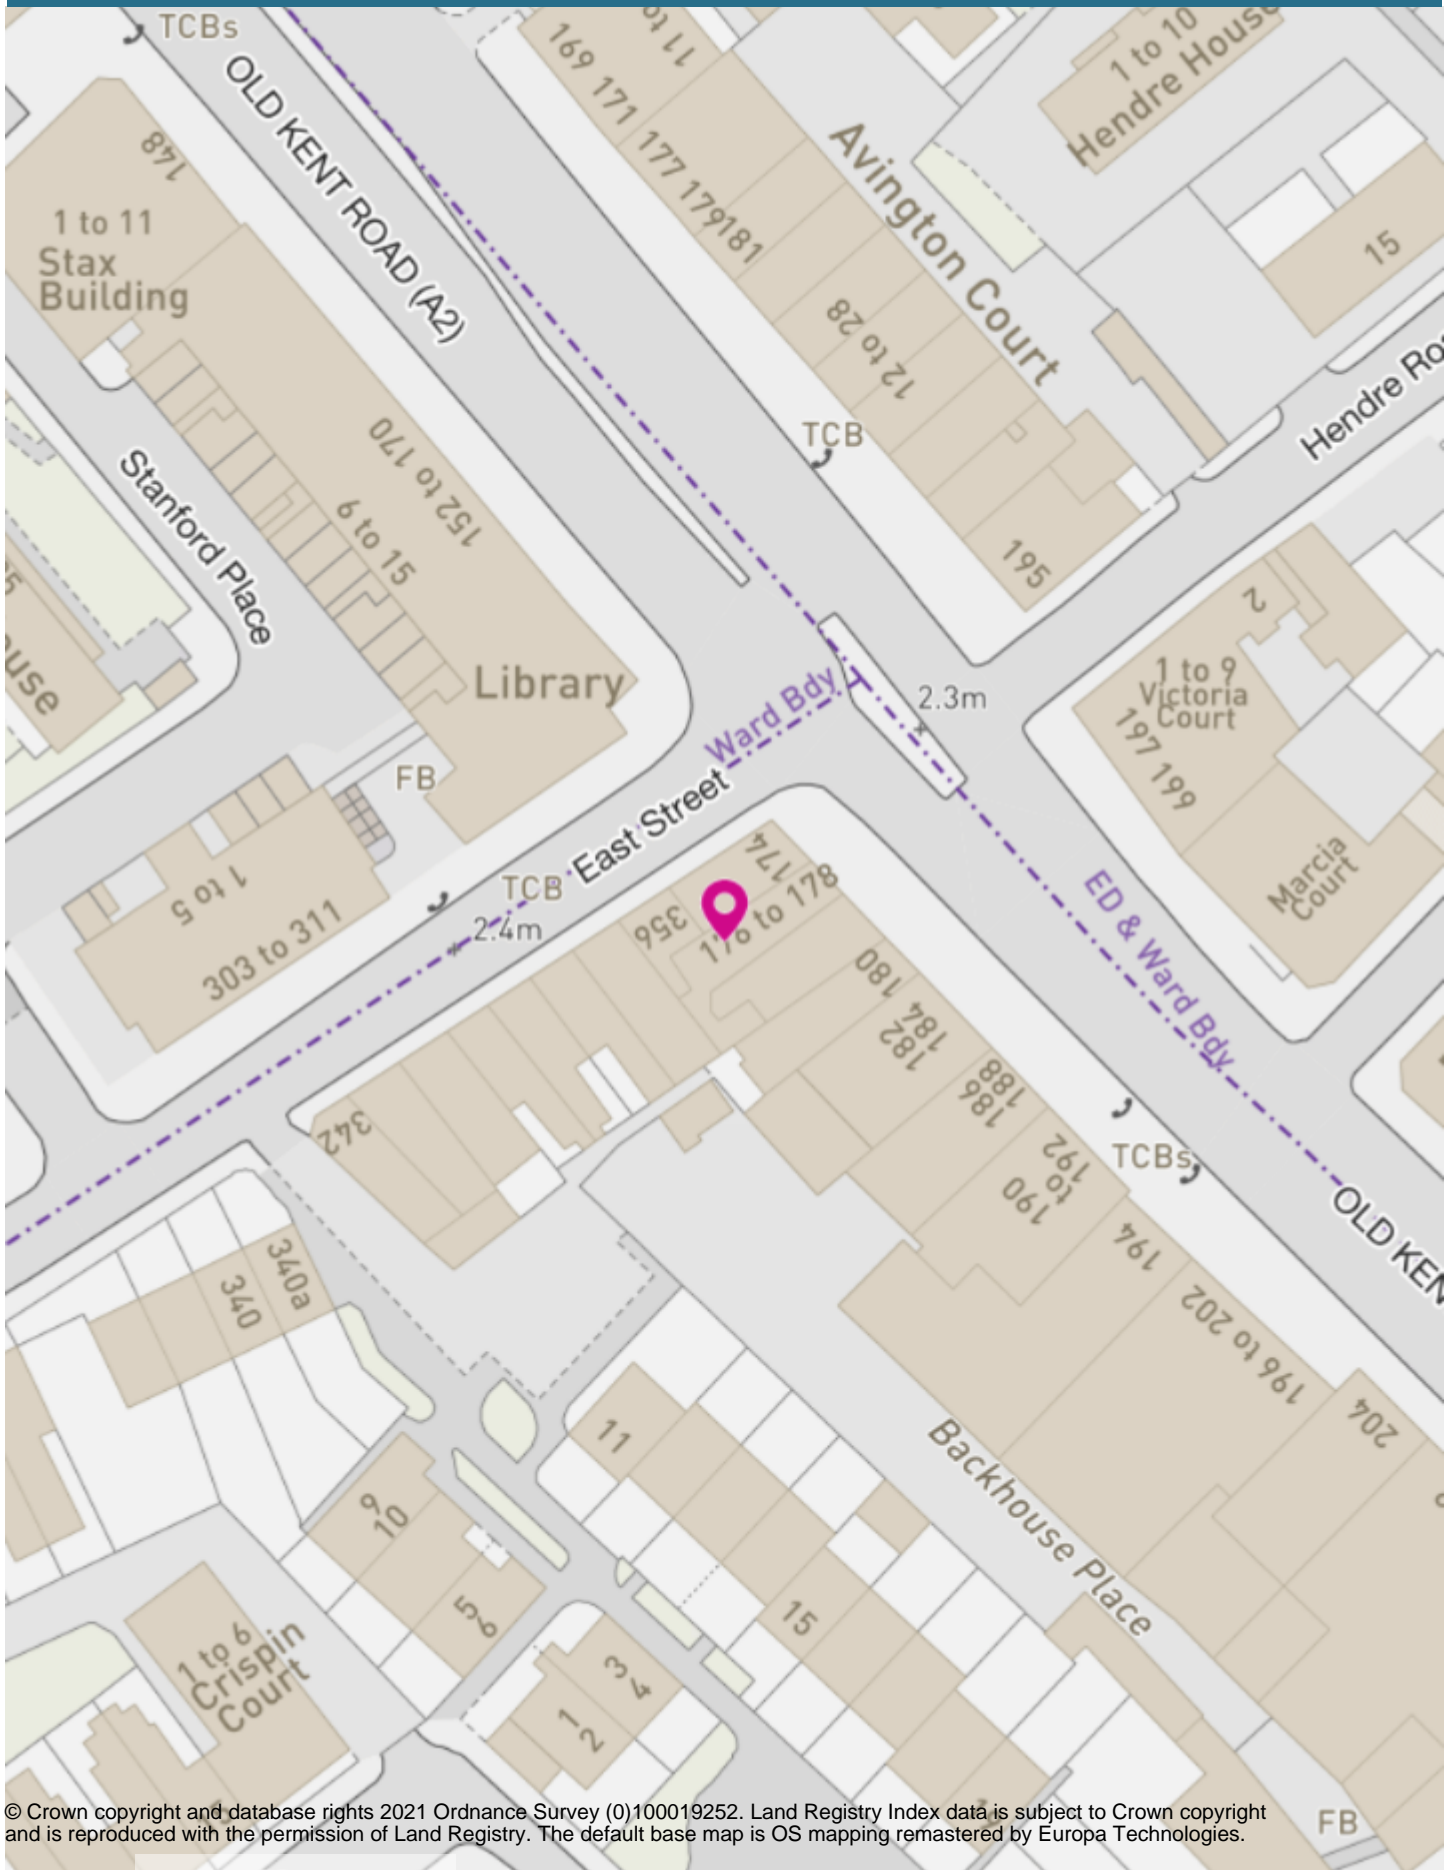 TCBs
169 171 177 179 181
11 to
1 to 10
Hendre House
OLD KENT ROAD (A2)
148
Avington Court
1 to 11
Stax
Building
15
12 to 28
Hendre Roa
TCB
152 to 170
9 to 15
Stanford Place
195
2
Library
use
Ward Bdy
2.3m
1 to 9
Victoria
Court
197 199
FB
East Street
174
Marcia
Court
1 to 5
TCB
356
176 to 178
ED & Ward Bdy
303 to 311
2.4m
180
182
184
186
188
342
190
to
192
TCBs
194
OLD KEN
340
340a
196 to 202
204
11
Backhouse Place
9
10
5
6
15
1 to 6
Crispin
Court
3
4
1
2
FB
© Crown copyright and database rights 2021 Ordnance Survey (0)100019252. Land Registry Index data is subject to Crown copyright
and is reproduced with the permission of Land Registry. The default base map is OS mapping remastered by Europa Technologies.